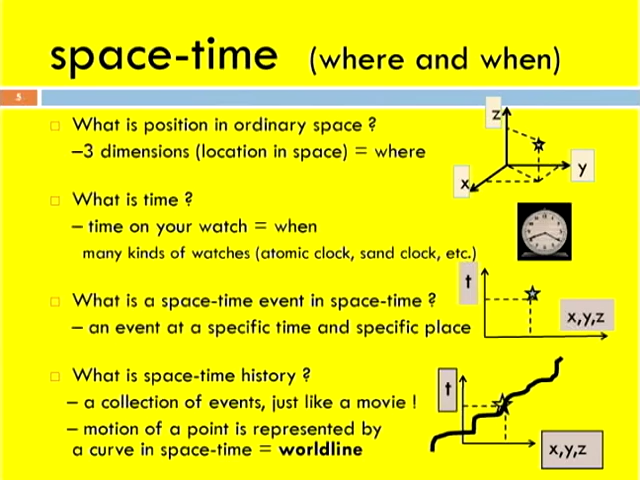 space-time (where and when)
5
What is position in ordinary space ?
–3 dimensions (location in space) = where
z
y
x
What is time ?
– time on your watch = when
many kinds of watches (atomic clock, sand clock, etc.)
What is a space-time event in space-time ?
– an event at a specific time and specific place
t
x,y,z
What is space-time history ?
– a collection of events, just like a movie !
– motion of a point is represented by
a curve in space-time = worldline
t
x,y,z